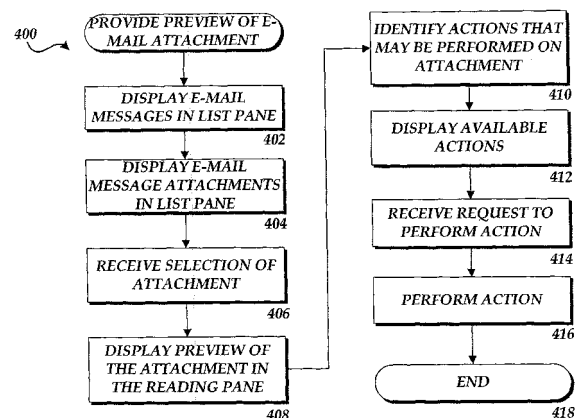 400
PROVIDE PREVIEW OF E-
MAIL ATTACHMENT
DISPLAY E-MAIL
MESSAGES IN LIST PANE
402
DISPLAY E-MAIL
MESSAGE ATTACHMENTS
IN LIST PANE
404
RECEIVE SELECTION OF
ATTACHMENT
406
DISPLAY PREVIEW OF
THE ATTACHMENT IN
THE READING PANE
408
IDENTIFY ACTIONS THAT
MAY BE PERFORMED ON
ATTACHMENT
410
DISPLAY AVAILABLE
ACTIONS
412
RECEIVE REQUEST TO
PERFORM ACTION
414
PERFORM ACTION
416
END
418